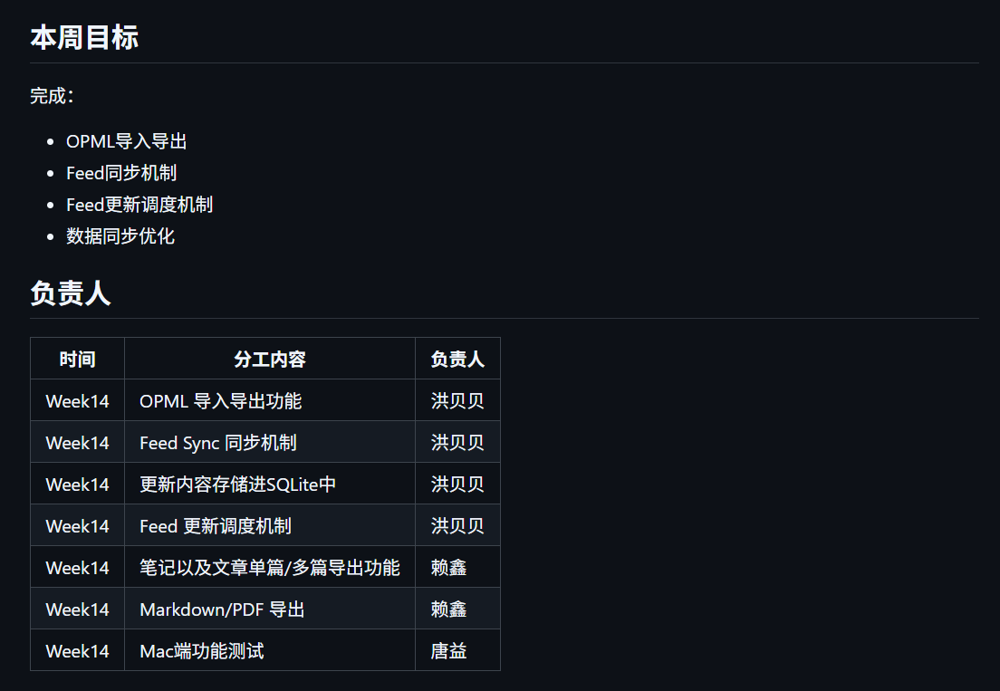 本周目标
完成：
OPML导入导出
Feed同步机制
Feed更新调度机制
数据同步优化
负责人
时间 分工内容 负责人
Week14 OPML 导入导出功能 洪贝贝
Week14 Feed Sync 同步机制 洪贝贝
Week14 更新内容存储进SQLite中 洪贝贝
Week14 Feed 更新调度机制 洪贝贝
Week14 笔记以及文章单篇/多篇导出功能 赖鑫
Week14 Markdown/PDF 导出 赖鑫
Week14 Mac端功能测试 唐益